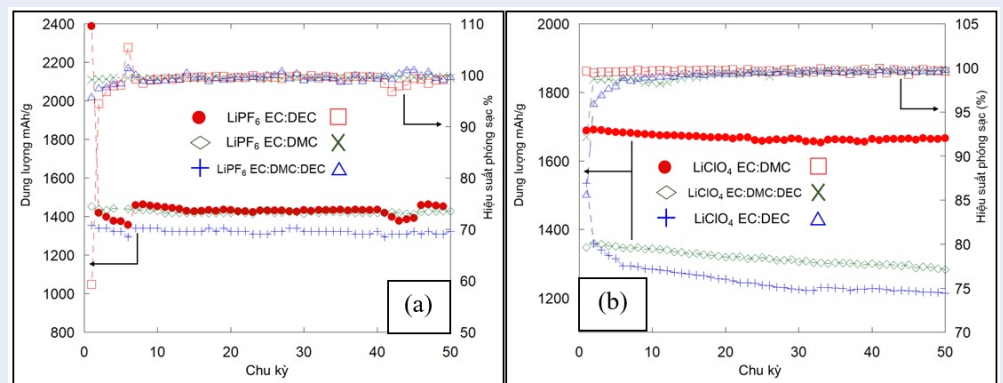 2400
2200
2000
1800
1600
1400
1200
1000
800
Dung lượng mAh/g
110
100
90
80
70
60
50
Hiệu suất phóng sạc %
LiPF6 EC:DEC
LiPF6 EC:DMC
LiPF6 EC:DMC:DEC
(a)
0 10 20 30 40 50
Chu kỳ
2000
1800
1600
1400
1200
Dung lượng mAh/g
105
100
95
90
85
80
75
70
Hiệu suất phóng sạc (%)
LiClO4 EC:DMC
LiClO4 EC:DMC:DEC
LiClO4 EC:DEC
(b)
0 10 20 30 40 50
Chu kỳ